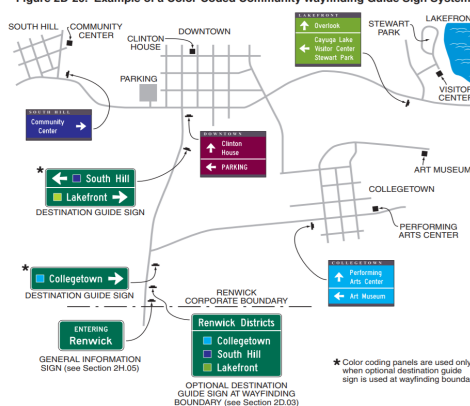 Figure 2D-20. Example of a Color-Coded Community Wayfinding Guide Sign System
SOUTH HILL
COMMUNITY
CENTER
CLINTON
HOUSE
DOWNTOWN
PARKING
LAKEFRONT
Overlook
Cayuga Lake
Visitor Center
Stewart Park
STEWART
PARK
LAKEFRON
VISITOR
CENTER
SOUTH HILL
Community
Center
DOWNTOWN
Clinton
House
PARKING
ART MUSEUM
* South Hill
Lakefront
DESTINATION GUIDE SIGN
COLLEGETOWN
PERFORMING
ARTS CENTER
* Collegetown
DESTINATION GUIDE SIGN
RENWICK
CORPORATE BOUNDARY
COLLEGETOWN
Performing
Arts Center
Art Museum
ENTERING
Renwick
GENERAL INFORMATION
SIGN (see Section 2H.05)
Renwick Districts
Collegetown
South Hill
Lakefront
OPTIONAL DESTINATION
GUIDE SIGN AT WAYFINDING
BOUNDARY (see Section 2D.03)
* Color coding panels are used only
when optional destination guide
sign is used at wayfinding bounda